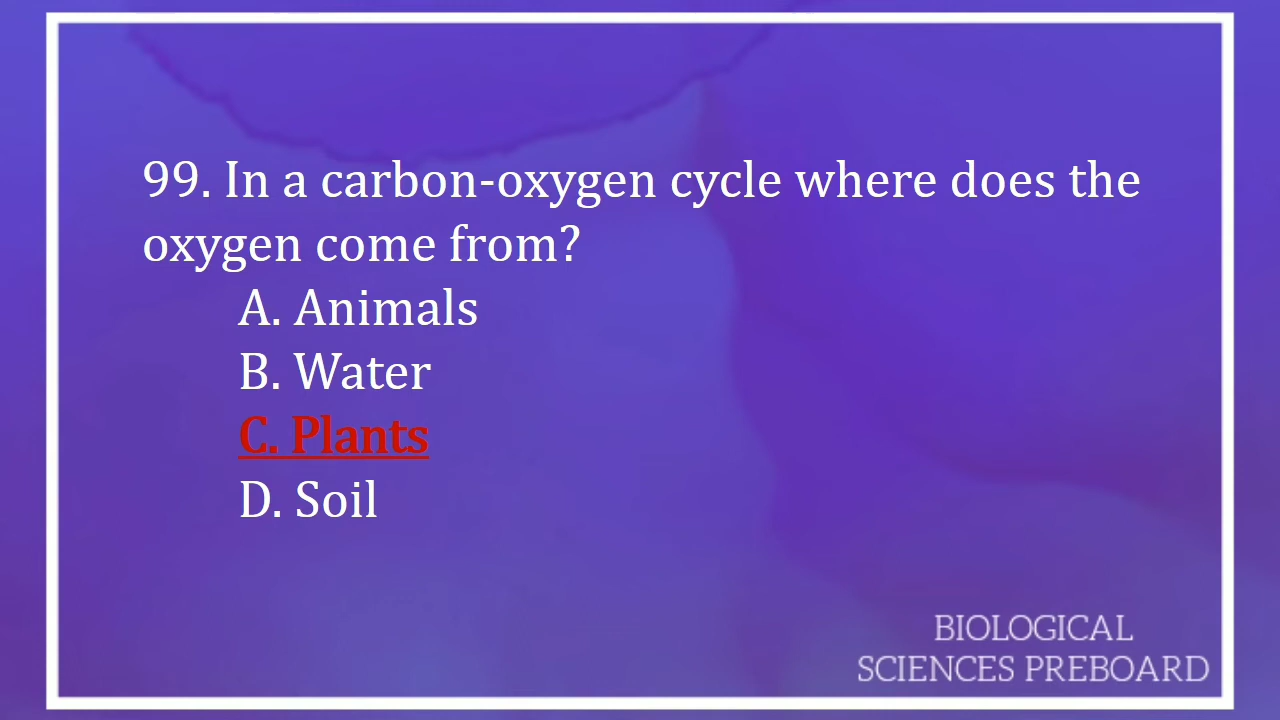 99. In a carbon-oxygen cycle where does the
oxygen come from?
A. Animals
B. Water
C. Plants
D. Soil
BIOLOGICAL
SCIENCES PREBOARD